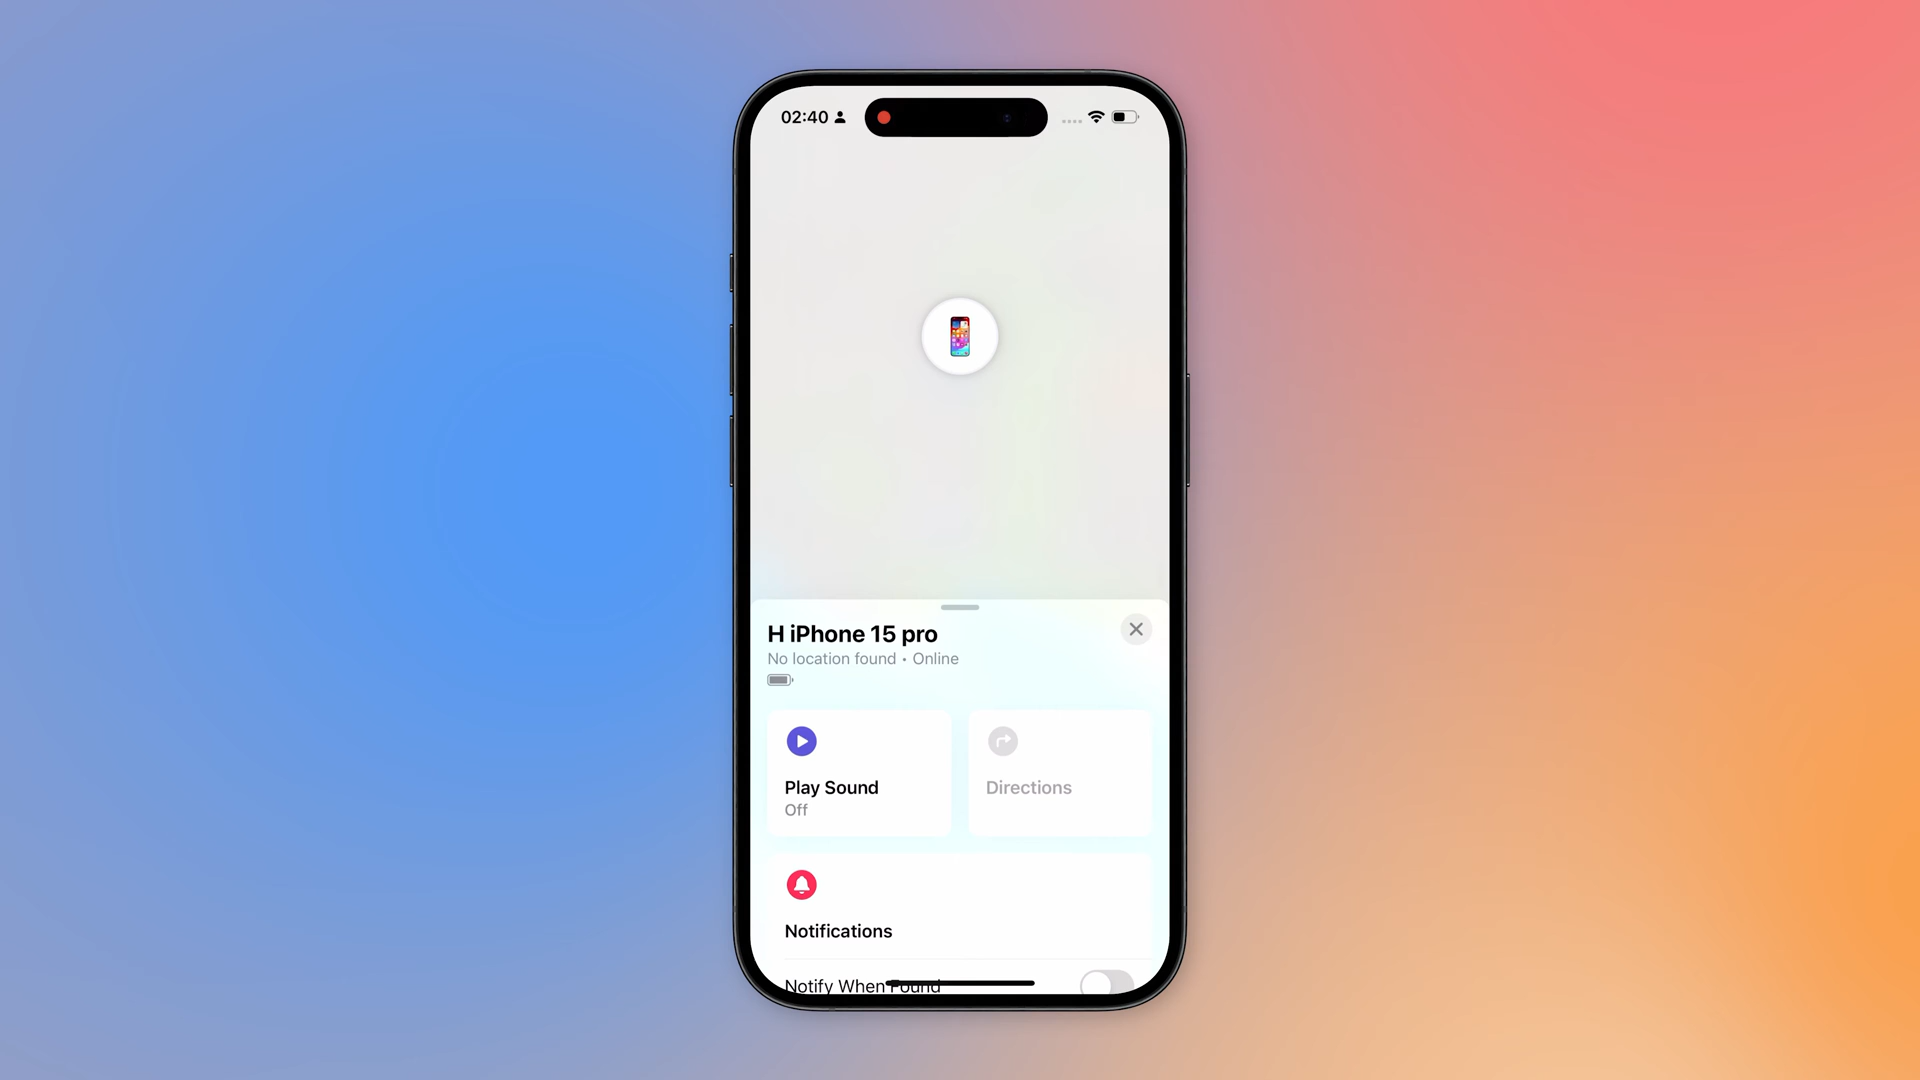 02:40
H iPhone 15 pro
No location found • Online
Play Sound
Off
Directions
Notifications
Notify When Found